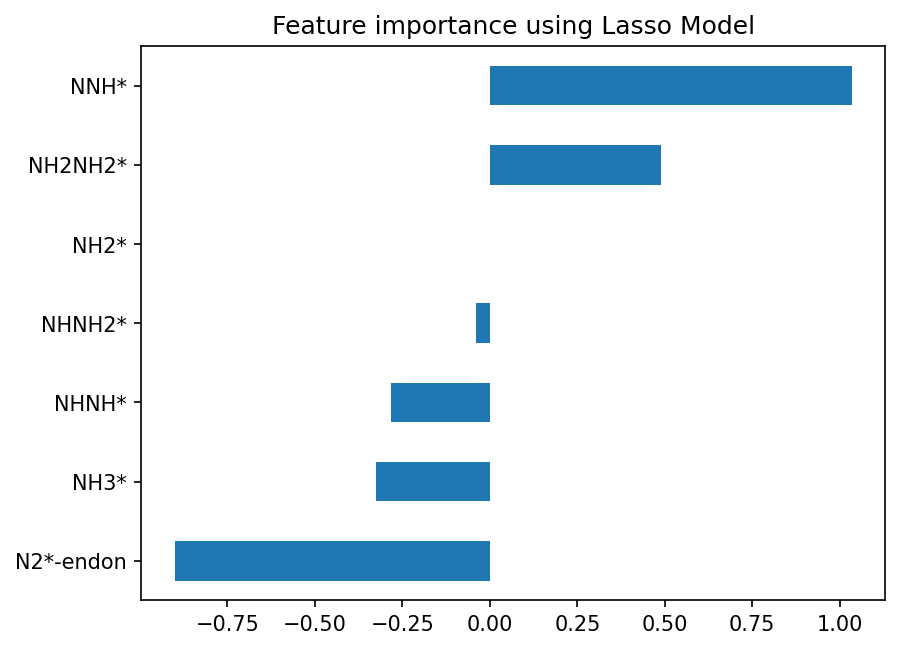 Feature importance using Lasso Model
NNH*
NH2NH2*
NH2*
NHNH2*
NHNH*
NH3*
N2*-endon
−0.75 −0.50 −0.25 0.00 0.25 0.50 0.75 1.00